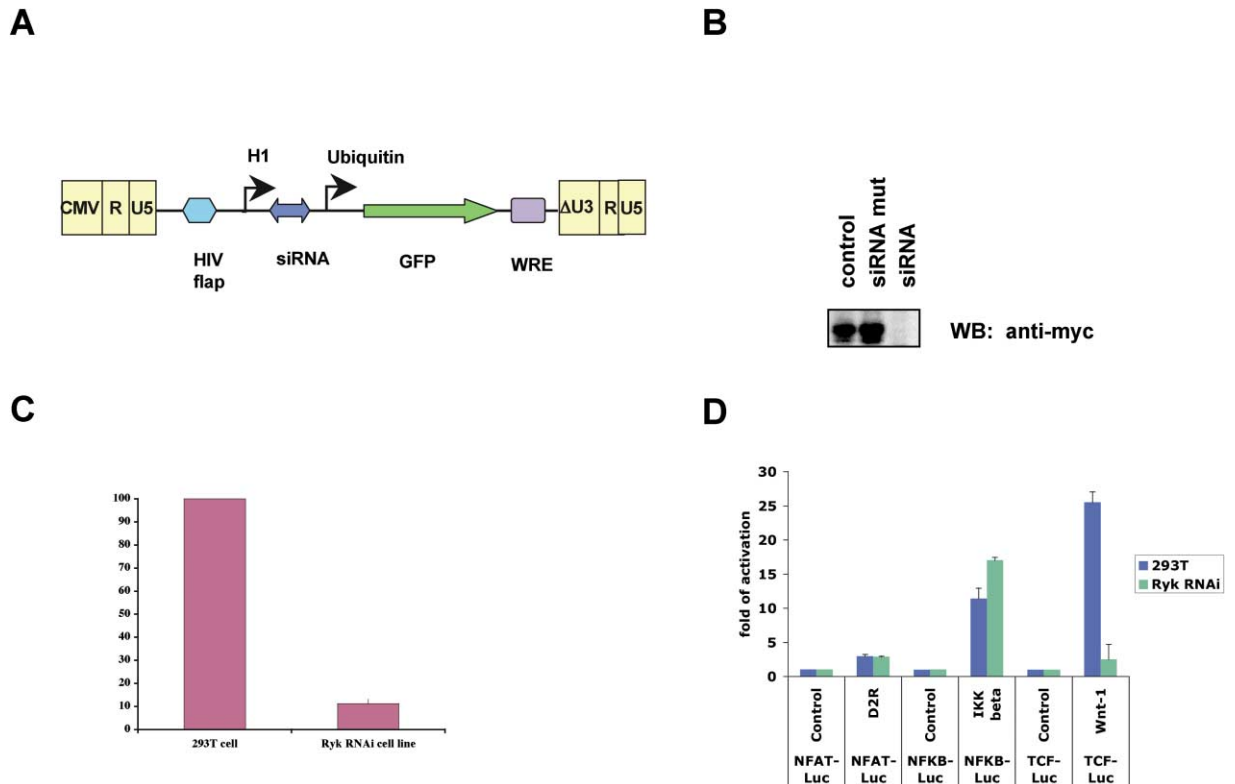 A
B
H1
Ubiquitin
CMV R U5
ΔU3 R U5
HIV
flap
siRNA
GFP
WRE
control
siRNA mut
siRNA
WB: anti-myc
C
D
100
90
80
70
60
50
40
30
20
10
0
293T cell
Ryk RNAi cell line
fold of activation
30
25
20
15
10
5
0
293T
Ryk RNAi
Control
D2R
Control
IKK
beta
Control
Wnt-1
NFAT-
Luc
NFAT-
Luc
NFKB-
Luc
NFKB-
Luc
TCF-
Luc
TCF-
Luc